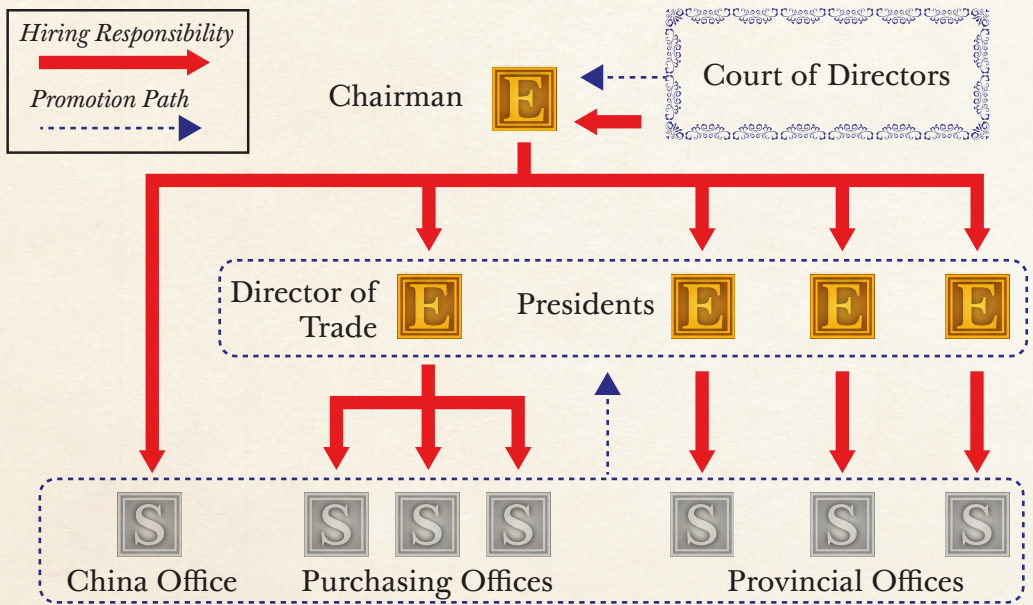 Hiring Responsibility
Promotion Path
Chairman
E
Court of Directors
Director of
Trade
E
Presidents
E
E
E
S
S
S
S
S
S
S
China Office
Purchasing Offices
Provincial Offices